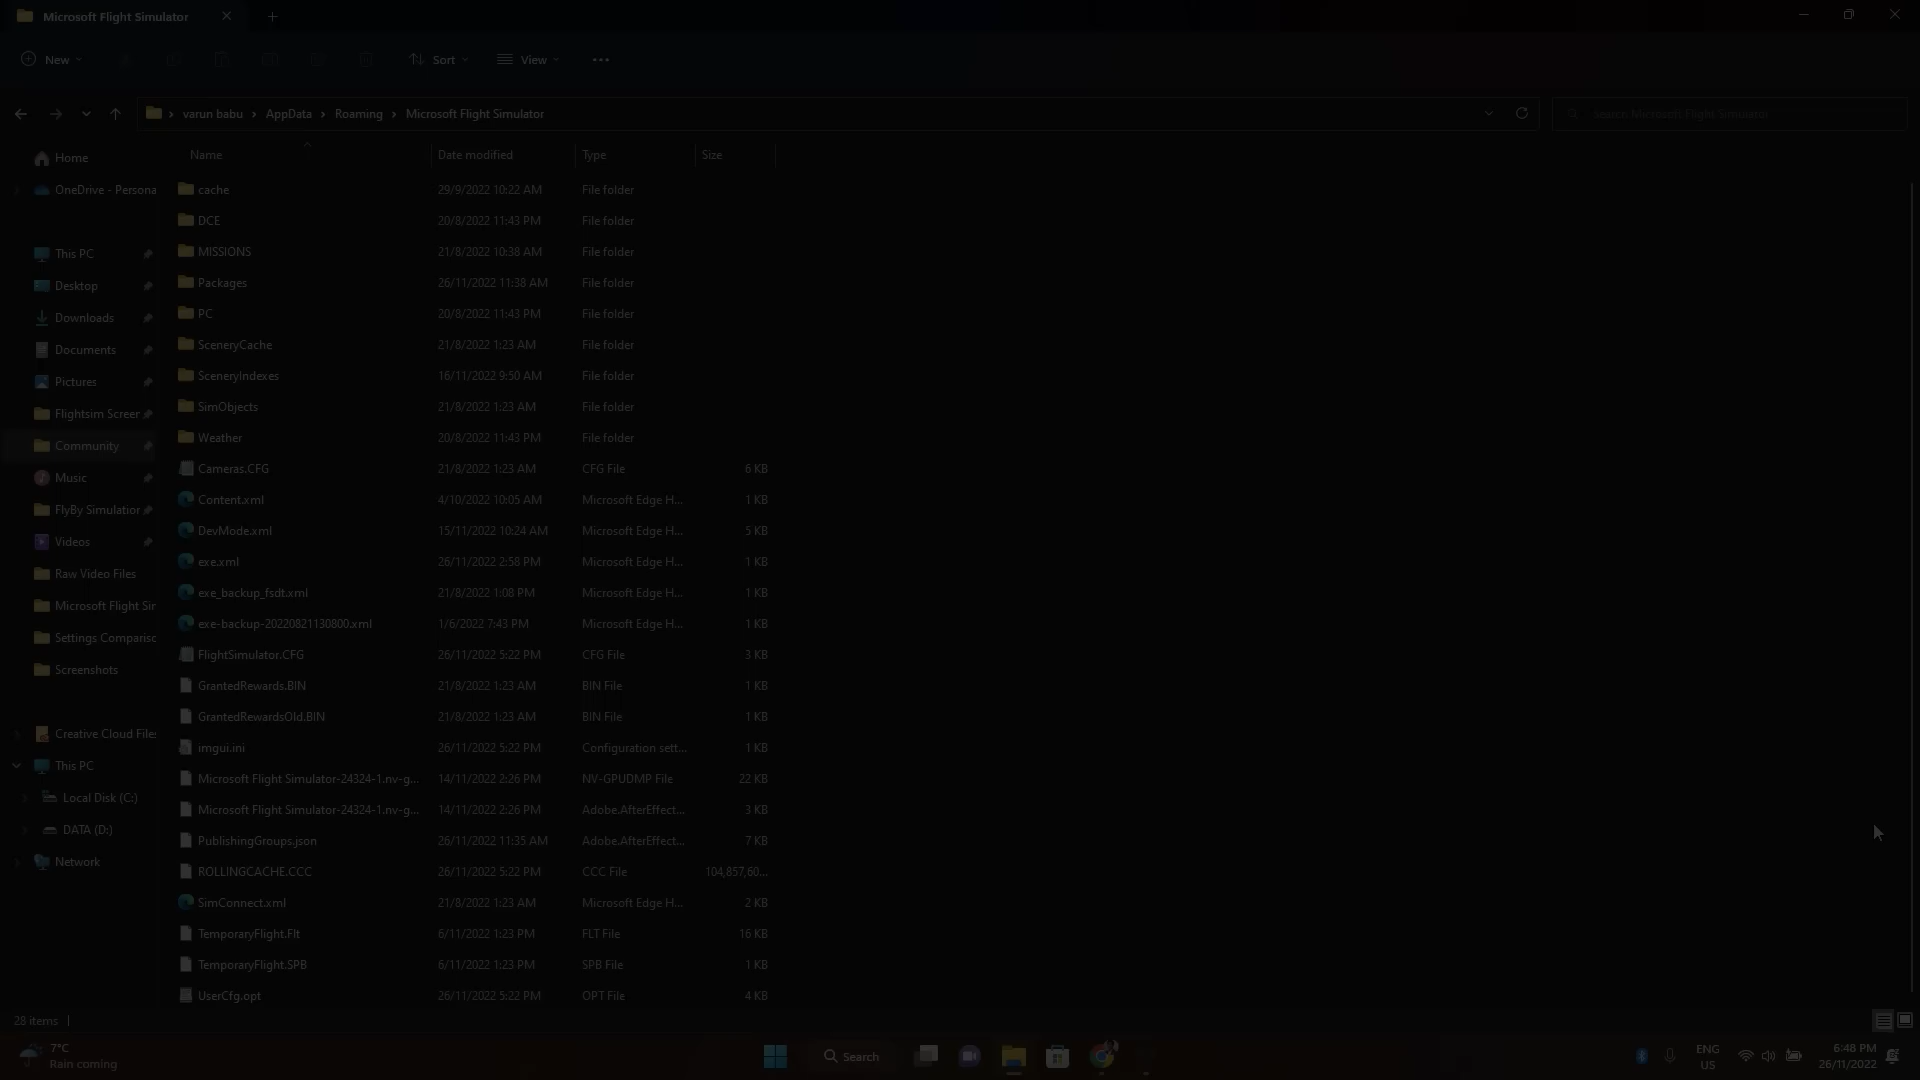 Microsoft Flight Simulator
New
Sort
View
varun babu > AppData > Roaming > Microsoft Flight Simulator
Search Microsoft Flight Simulator
Name Date modified Type Size
Home
OneDrive - Persona
This PC
Desktop
Downloads
Documents
Pictures
Flightsim Screer
Community
Music
FlyBy Simulation
Videos
Raw Video Files
Microsoft Flight Sir
Settings Comparisc
Screenshots
Creative Cloud Files
This PC
Local Disk (C:)
DATA (D:)
Network
cache 29/9/2022 10:22 AM File folder
DCE 20/8/2022 11:43 PM File folder
MISSIONS 21/8/2022 10:38 AM File folder
Packages 26/11/2022 11:38 AM File folder
PC 20/8/2022 11:43 PM File folder
SceneryCache 21/8/2022 1:23 AM File folder
SceneryIndexes 16/11/2022 9:50 AM File folder
SimObjects 21/8/2022 1:23 AM File folder
Weather 20/8/2022 11:43 PM File folder
Cameras.CFG 21/8/2022 1:23 AM CFG File 6 KB
Content.xml 4/10/2022 10:05 AM Microsoft Edge H... 1 KB
DevMode.xml 15/11/2022 10:24 AM Microsoft Edge H... 5 KB
exe.xml 26/11/2022 2:58 PM Microsoft Edge H... 1 KB
exe_backup_fsdt.xml 21/8/2022 1:08 PM Microsoft Edge H... 1 KB
exe-backup-20220821130800.xml 1/6/2022 7:43 PM Microsoft Edge H... 1 KB
FlightSimulator.CFG 26/11/2022 5:22 PM CFG File 3 KB
GrantedRewards.BIN 21/8/2022 1:23 AM BIN File 1 KB
GrantedRewardsOld.BIN 21/8/2022 1:23 AM BIN File 1 KB
imgui.ini 26/11/2022 5:22 PM Configuration sett... 1 KB
Microsoft Flight Simulator-24324-1.nv-g... 14/11/2022 2:26 PM NV-GPUDMP File 22 KB
Microsoft Flight Simulator-24324-1.nv-g... 14/11/2022 2:26 PM Adobe.AfterEffect... 3 KB
PublishingGroups.json 26/11/2022 11:35 AM Adobe.AfterEffect... 7 KB
ROLLINGCACHE.CCC 26/11/2022 5:22 PM CCC File 104,857,60...
SimConnect.xml 21/8/2022 1:23 AM Microsoft Edge H... 2 KB
TemporaryFlight.Flt 6/11/2022 1:23 PM FLT File 16 KB
TemporaryFlight.SPB 6/11/2022 1:23 PM SPB File 1 KB
UserCfg.opt 26/11/2022 5:22 PM OPT File 4 KB
28 items
7°C
Rain coming
Search
ENG
US
6:48 PM
26/11/2022